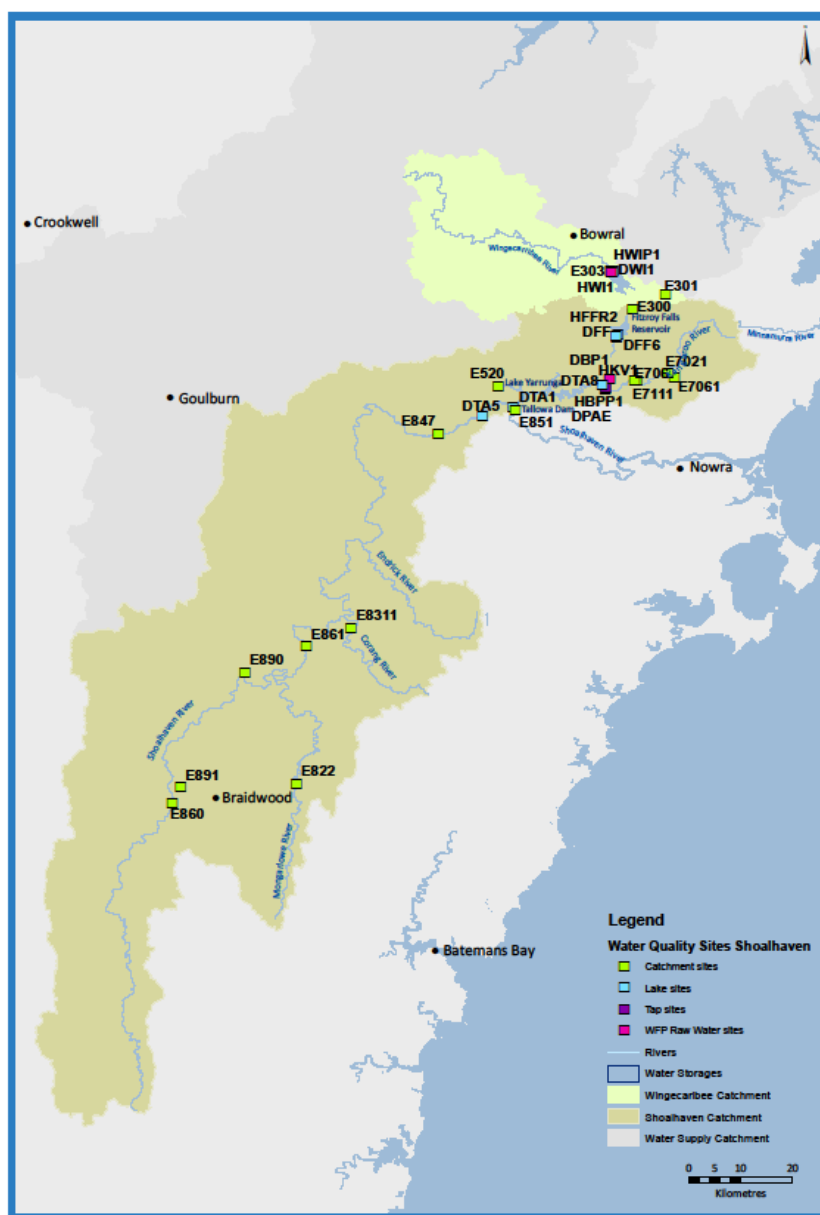 Crookwell
Bowral
Wingecarribee River
HWIP1
E303
DWI1
HWI1
E301
E300
HFFR2
Fitzroy Falls
Reservoir
DFF
DFF6
Minnamurra River
DBP1
HKV1
E706
E7021
E7061
E7111
DTA8
HBPP1
DPAE
E520
Lake Yarrunga
DTA1
Tallowa Dam
DTA5
E851
E847
Goulburn
Shoalhaven River
Nowra
Endrick River
E8311
E861
Corang River
E890
Shoalhaven River
E891
Braidwood
E822
E860
Mongarlowe River
Batemans Bay
Legend
Water Quality Sites Shoalhaven
Catchment sites
Lake sites
Tap sites
WFP Raw Water sites
Rivers
Water Storages
Wingecaribee Catchment
Shoalhaven Catchment
Water Supply Catchment
0 5 10 20
Kilometres